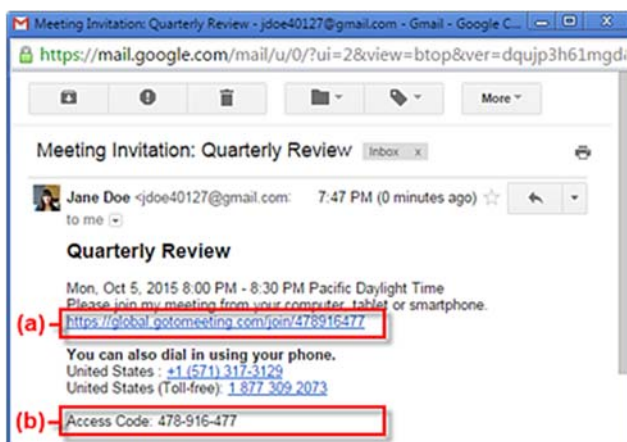 Meeting Invitation: Quarterly Review - jdoe40127@gmail.com - Gmail - Google C...
https://mail.google.com/mail/u/0/?ui=2&view=btop&ver=dqujp3h61mgda
More
Meeting Invitation: Quarterly Review Inbox x
Jane Doe <jdoe40127@gmail.com> 7:47 PM (0 minutes ago)
to me
Quarterly Review
Mon, Oct 5, 2015 8:00 PM - 8:30 PM Pacific Daylight Time
Please join my meeting from your computer, tablet or smartphone.
(a) https://global.gotomeeting.com/join/478916477
You can also dial in using your phone.
United States : +1 (571) 317-3129
United States (Toll-free): 1 877 309 2073
(b) Access Code: 478-916-477